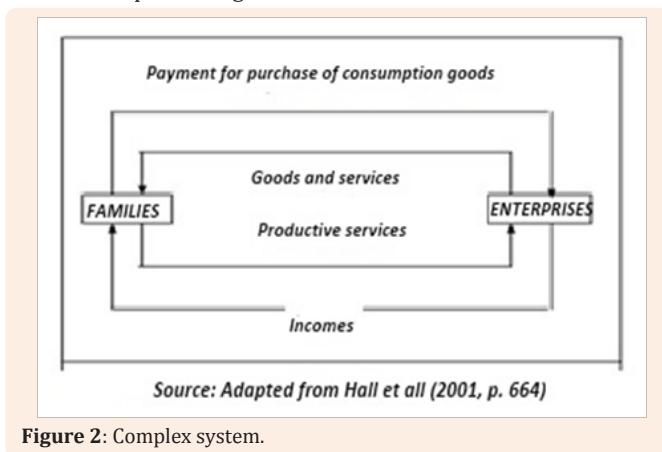 Payment for purchase of consumption goods
Goods and services
FAMILIES
ENTERPRISES
Productive services
Incomes
Source: Adapted from Hall et all (2001, p. 664)
Figure 2: Complex system.